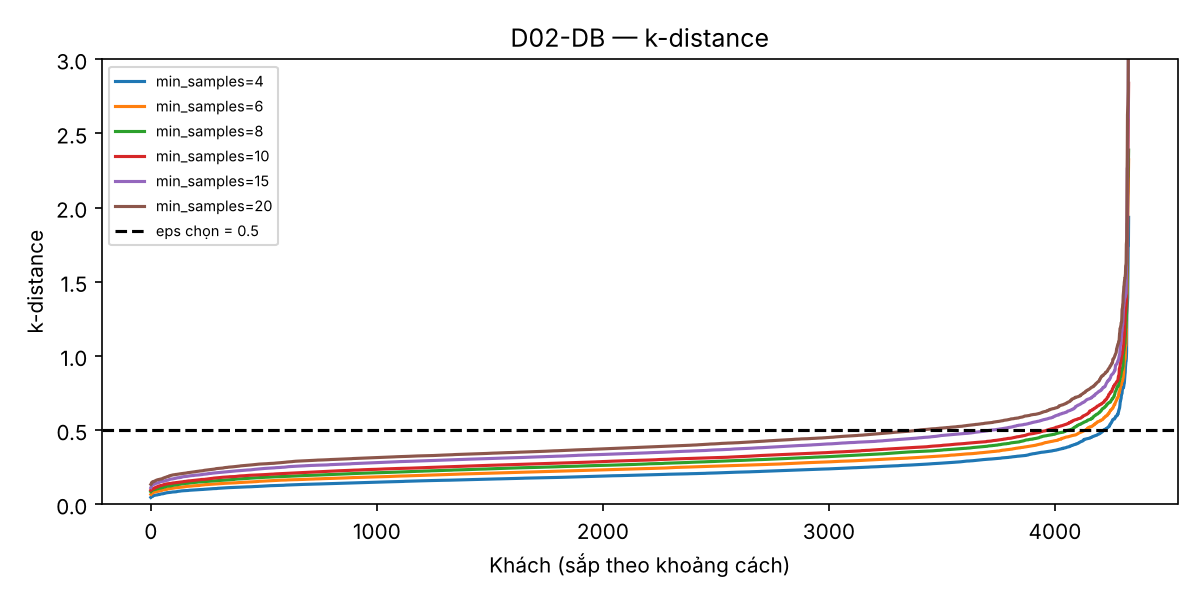 D02-DB — k-distance
3.0
2.5
2.0
1.5
1.0
0.5
0.0
k-distance
min_samples=4
min_samples=6
min_samples=8
min_samples=10
min_samples=15
min_samples=20
eps chọn = 0.5
0
1000
2000
3000
4000
Khách (sắp theo khoảng cách)